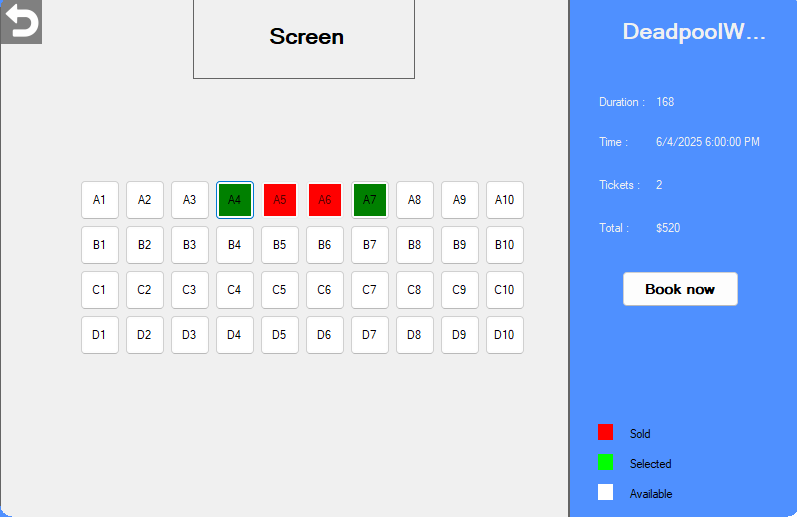 Screen
DeadpoolW...
Duration : 168
Time : 6/4/2025 6:00:00 PM
Tickets : 2
Total : $520
Book now
A1 A2 A3 A4 A5 A6 A7 A8 A9 A10
B1 B2 B3 B4 B5 B6 B7 B8 B9 B10
C1 C2 C3 C4 C5 C6 C7 C8 C9 C10
D1 D2 D3 D4 D5 D6 D7 D8 D9 D10
Sold
Selected
Available